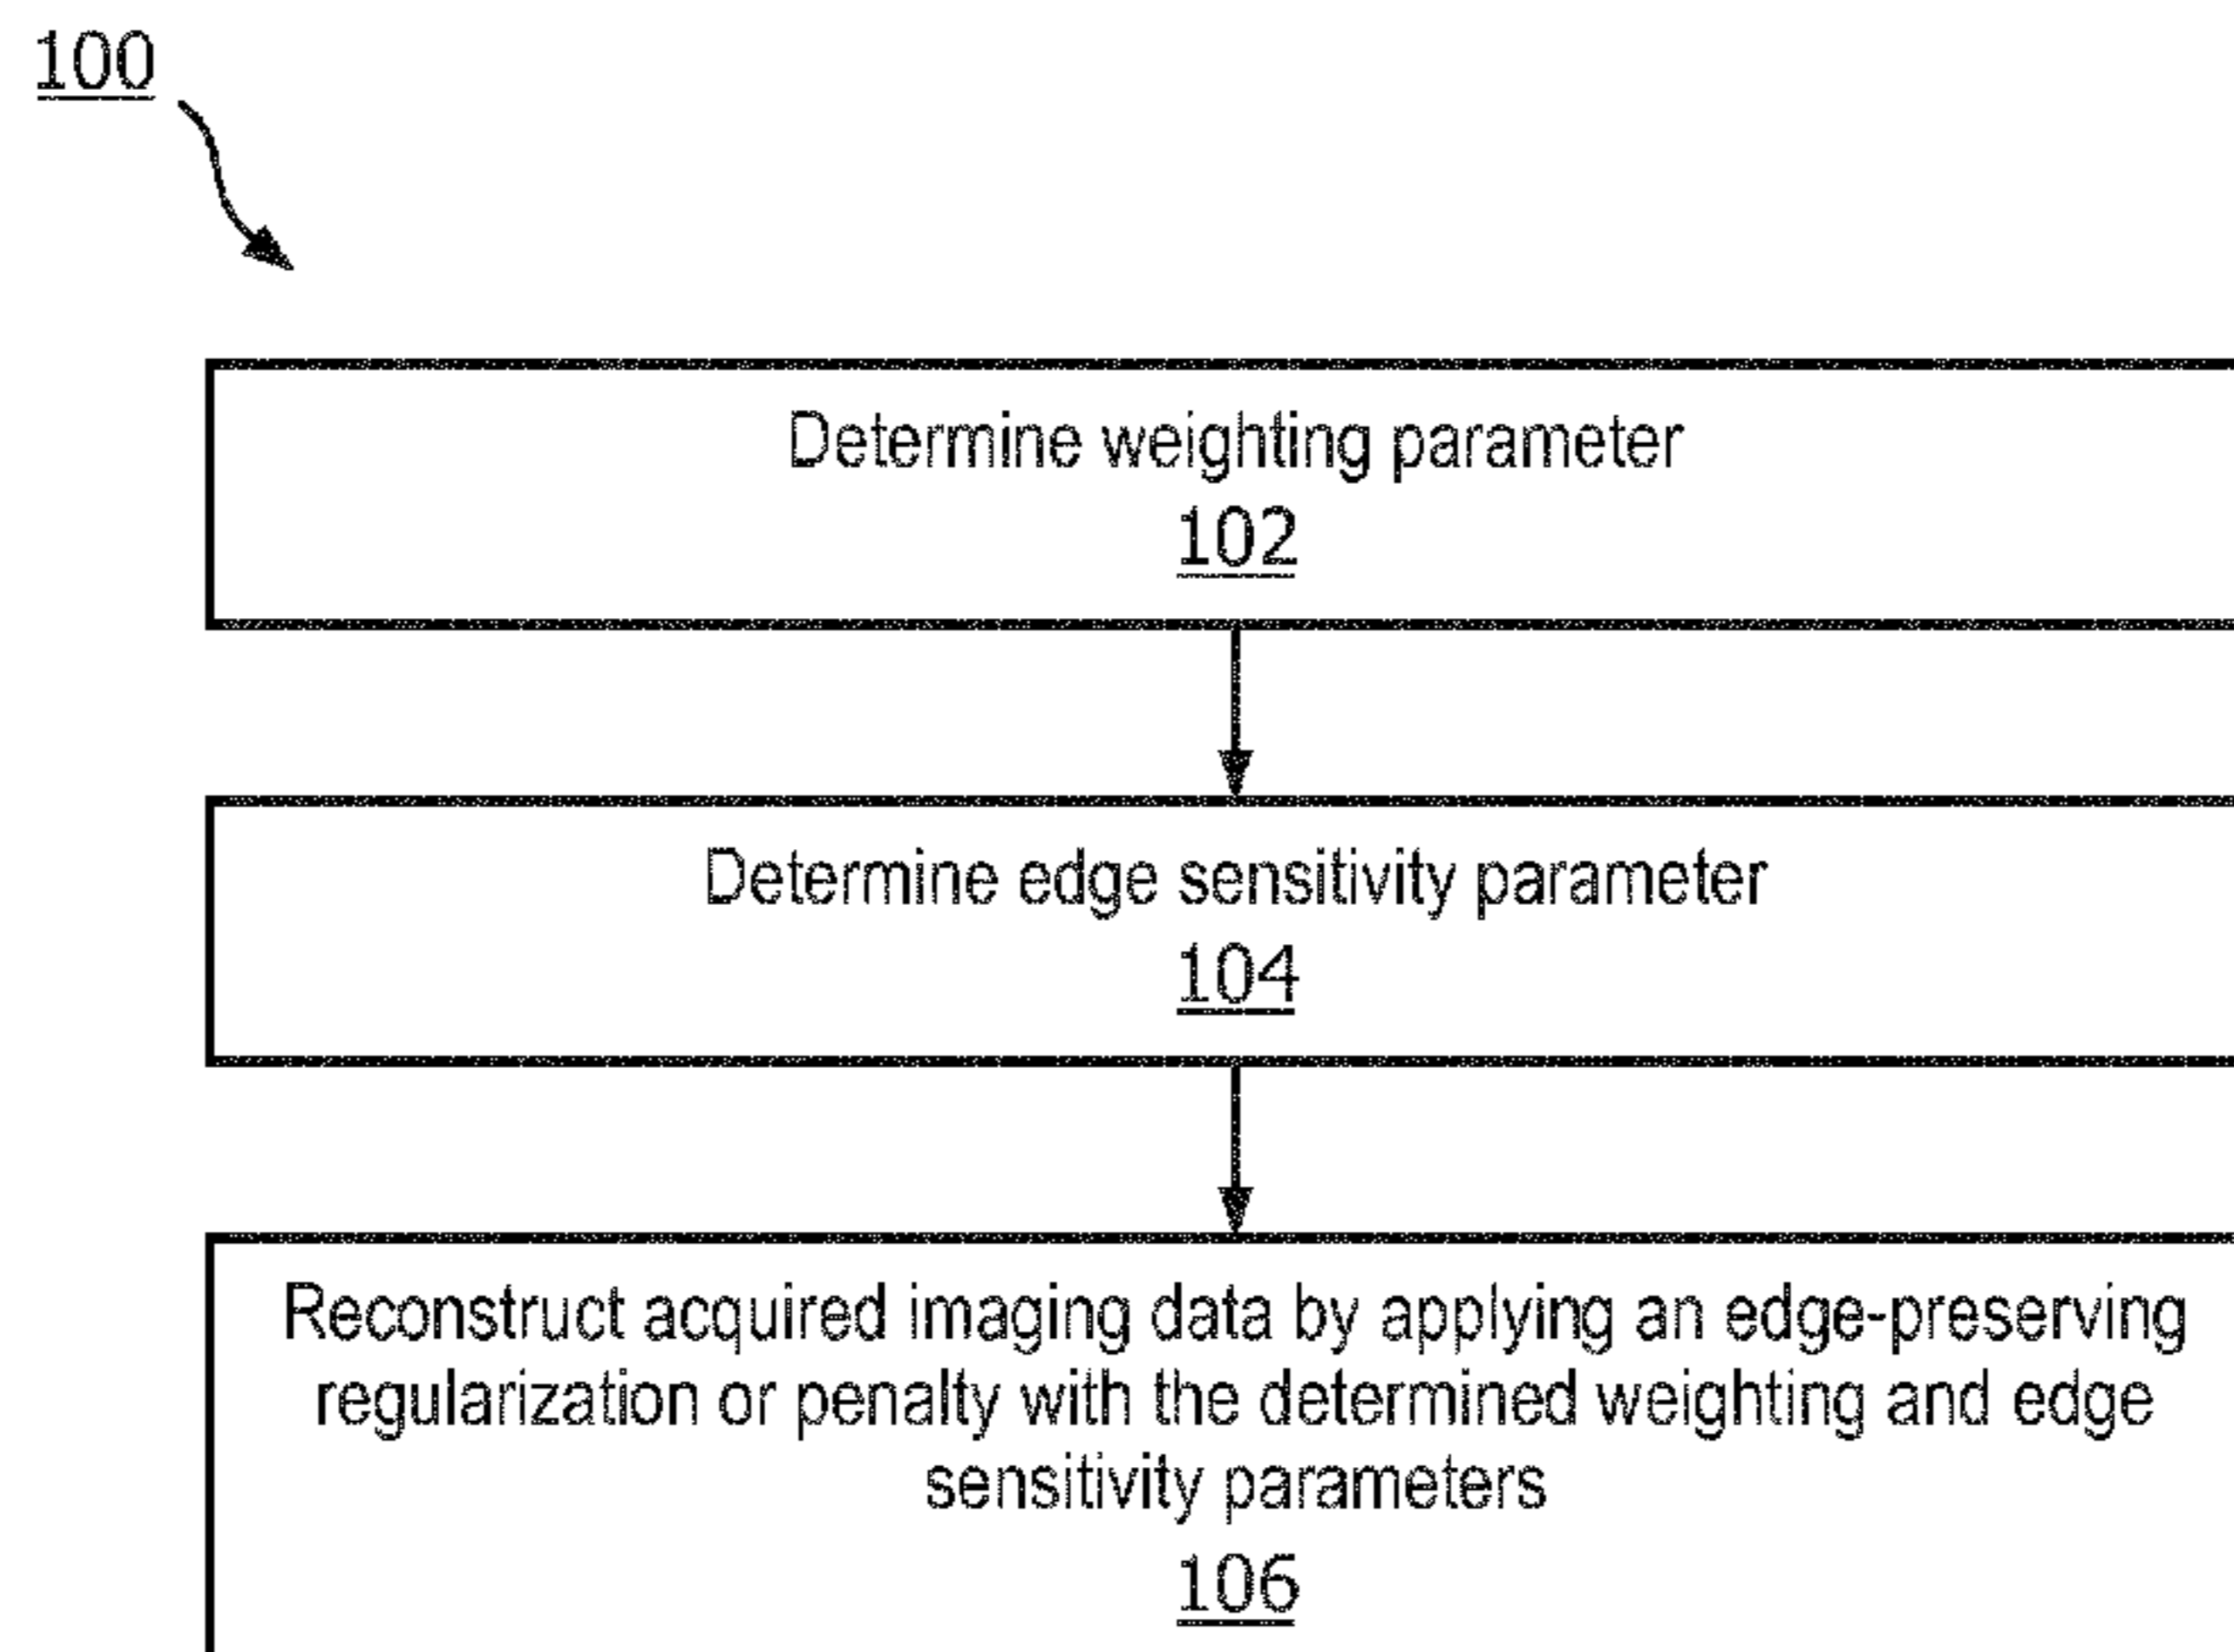 100
Determine weighting parameter
102
Determine edge sensitivity parameter
104
Reconstruct acquired imaging data by applying an edge-preserving
regularization or penalty with the determined weighting and edge
sensitivity parameters
106